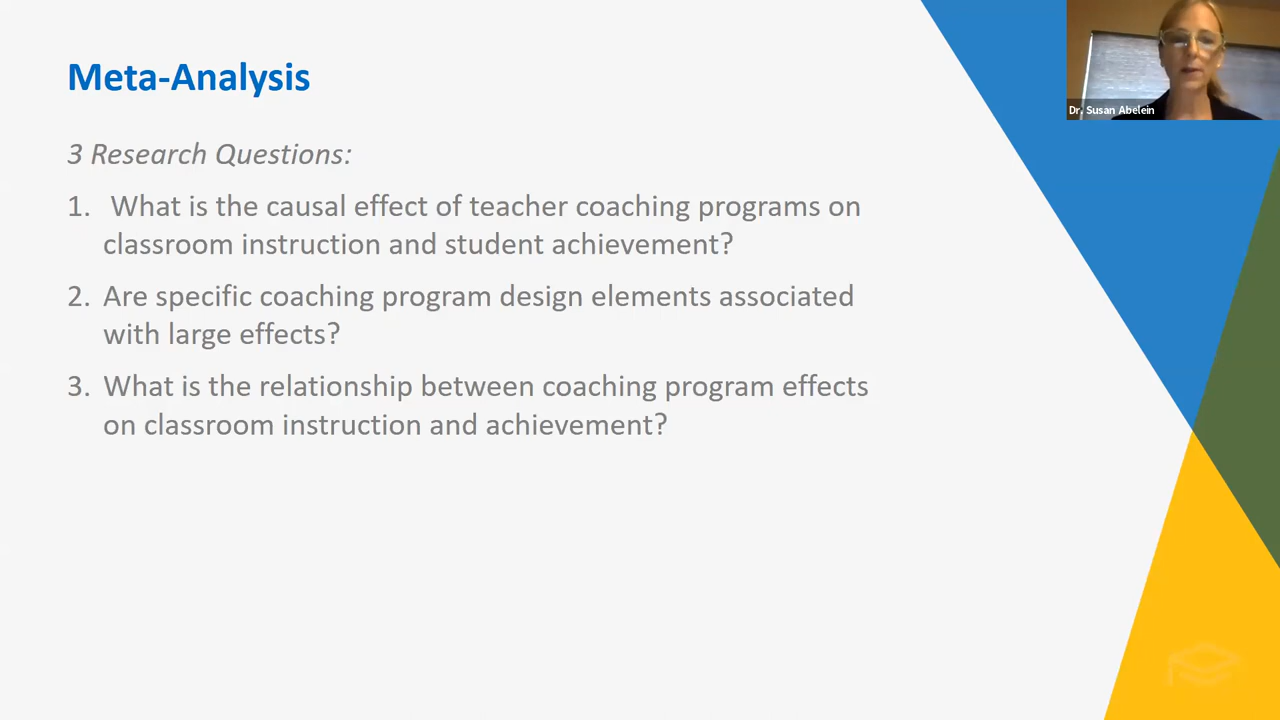 Meta-Analysis
Dr. Susan Abelein
3 Research Questions:
1. What is the causal effect of teacher coaching programs on
classroom instruction and student achievement?
2. Are specific coaching program design elements associated
with large effects?
3. What is the relationship between coaching program effects
on classroom instruction and achievement?